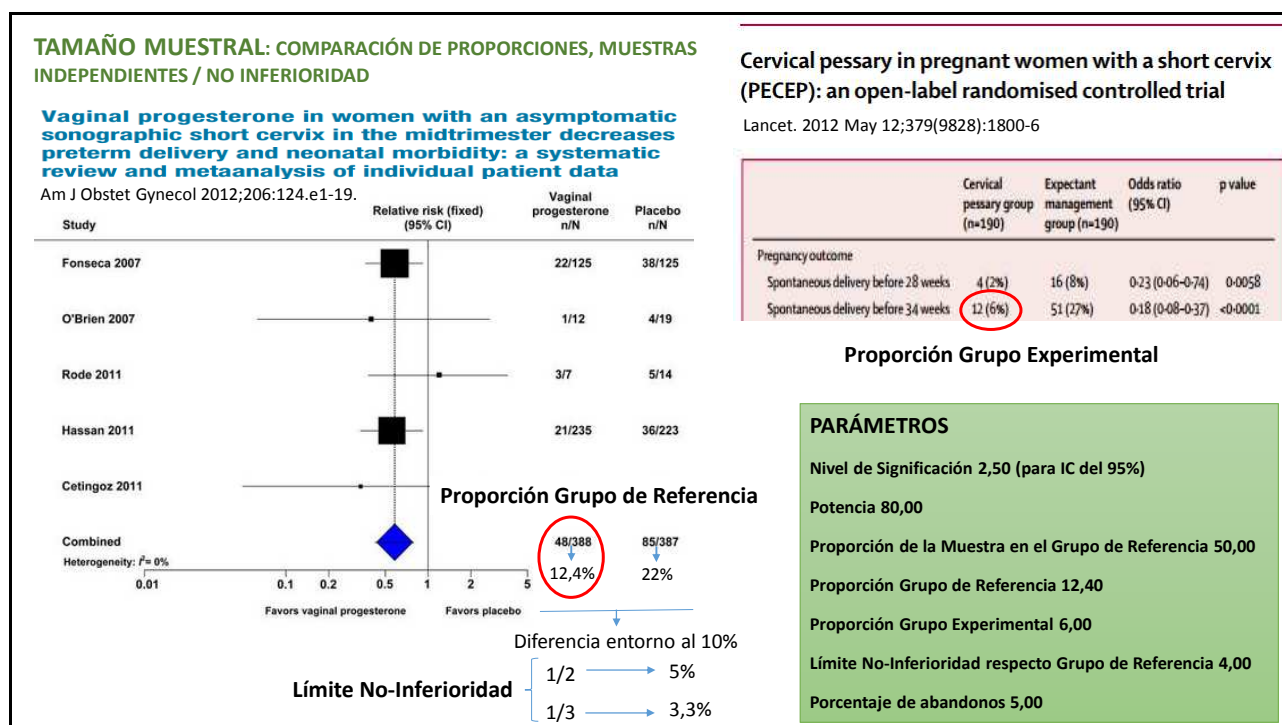 TAMAÑO MUESTRAL: COMPARACIÓN DE PROPORCIONES, MUESTRAS
INDEPENDIENTES / NO INFERIORIDAD
Vaginal progesterone in women with an asymptomatic
sonographic short cervix in the midtrimester decreases
preterm delivery and neonatal morbidity: a systematic
review and metaanalysis of individual patient data
Am J Obstet Gynecol 2012;206:124.e1-19.
Study
Relative risk (fixed)
(95% CI)
Vaginal
progesterone
n/N
Placebo
n/N
Fonseca 2007 22/125 38/125
O'Brien 2007 1/12 4/19
Rode 2011 3/7 5/14
Hassan 2011 21/235 36/223
Cetingoz 2011
Proporción Grupo de Referencia
Combined 48/388 85/387
Heterogeneity: I²= 0%
12,4% 22%
0.01 0.1 0.2 0.5 1 2 5
Favors vaginal progesterone Favors placebo
Diferencia entorno al 10%
Límite No-Inferioridad
1/2 5%
1/3 3,3%
Cervical pessary in pregnant women with a short cervix
(PECEP): an open-label randomised controlled trial
Lancet. 2012 May 12;379(9828):1800-6
Cervical
pessary group
(n=190)
Expectant
management
group (n=190)
Odds ratio
(95% CI)
p value
Pregnancy outcome
Spontaneous delivery before 28 weeks 4 (2%) 16 (8%) 0·23 (0·06–0·74) 0·0058
Spontaneous delivery before 34 weeks 12 (6%) 51 (27%) 0·18 (0·08–0·37) <0·0001
Proporción Grupo Experimental
PARÁMETROS
Nivel de Significación 2,50 (para IC del 95%)
Potencia 80,00
Proporción de la Muestra en el Grupo de Referencia 50,00
Proporción Grupo de Referencia 12,40
Proporción Grupo Experimental 6,00
Límite No-Inferioridad respecto Grupo de Referencia 4,00
Porcentaje de abandonos 5,00